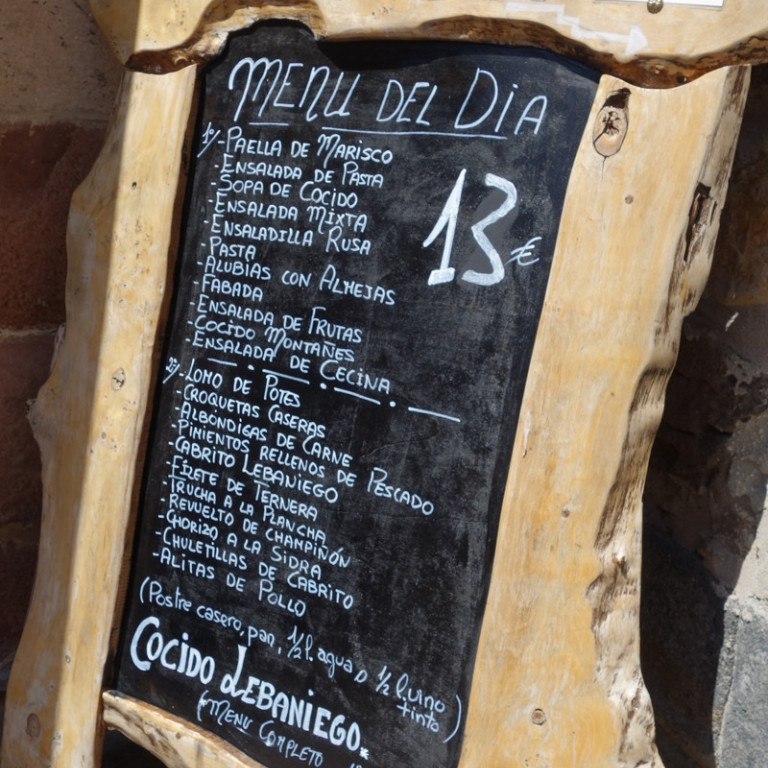 MENU DEL DIA
13 €
1º/ -PAELLA DE MARISCO
-ENSALADA DE PASTA
-SOPA DE COCIDO
-ENSALADA MIXTA
-ENSALADILLA RUSA
-PASTA
-ALUBIAS CON ALMEJAS
-FABADA
-ENSALADA DE FRUTAS
-COCIDO MONTAÑES
-ENSALADA DE CECINA
2º/ -LOMO DE POTES
-CROQUETAS CASERAS
-ALBÓNDIGAS DE CARNE
-PIMIENTOS RELLENOS DE PESCADO
-CABRITO LEBANIEGO
-FILETE DE TERNERA
-TRUCHA A LA PLANCHA
-REVUELTO DE CHAMPIÑÓN
-CHORIZO A LA SIDRA
-CHULETILLAS DE CABRITO
-ALITAS DE POLLO
(Postre casero, pan, 1/2 l. agua, o 1/2 l. vino tinto)
COCIDO LEBANIEGO
(MENU COMPLETO